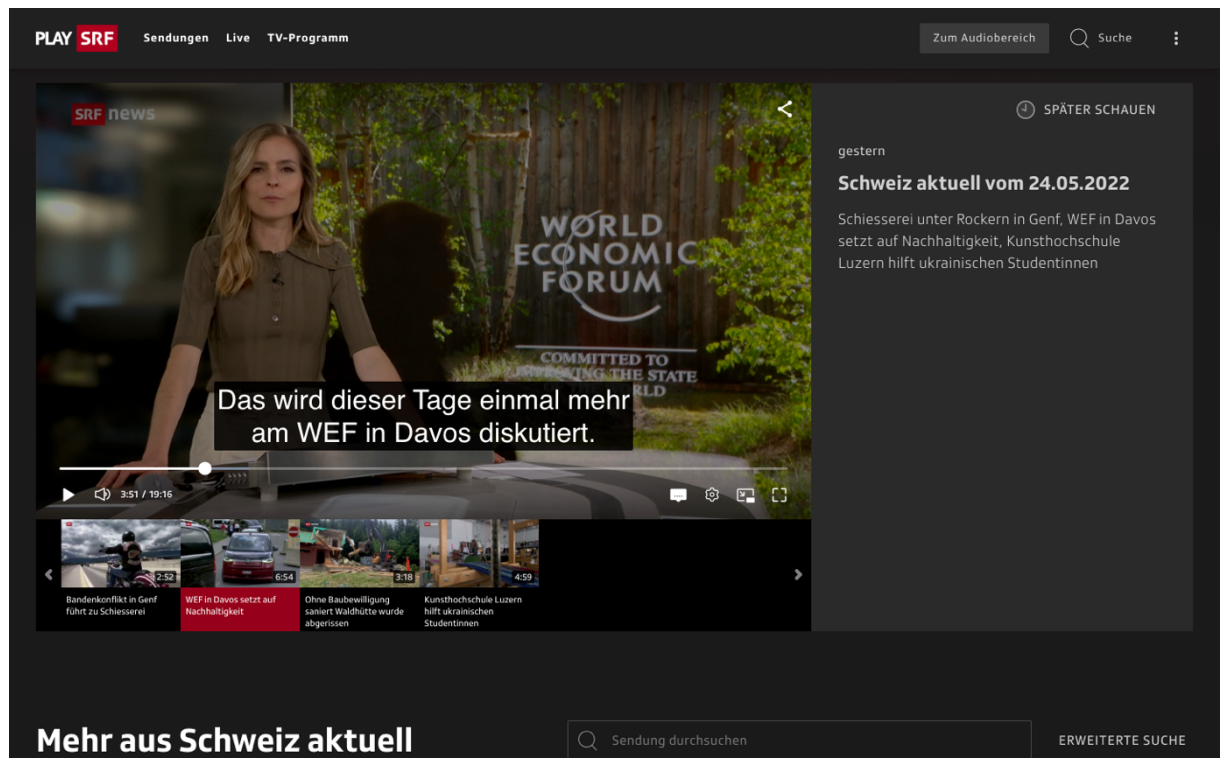 PLAY SRF
Sendungen Live TV-Programm
Zum Audiobereich
Suche
SRF news
WORLD
ECONOMIC
FORUM
COMMITTED TO
IMPROVING THE STATE
Das wird dieser Tage einmal mehr
am WEF in Davos diskutiert.
3:51 / 19:16
2:52
Bandenkonflikt in Genf
führt zu Schiesserei
6:54
WEF in Davos setzt auf
Nachhaltigkeit
3:18
Ohne Baubewilligung
saniert Waldhütte wurde
abgerissen
4:59
Kunsthochschule Luzern
hilft ukrainischen
Studentinnen
SPÄTER SCHAUEN
gestern
Schweiz aktuell vom 24.05.2022
Schiesserei unter Rockern in Genf, WEF in Davos
setzt auf Nachhaltigkeit, Kunsthochschule
Luzern hilft ukrainischen Studentinnen
Mehr aus Schweiz aktuell
Sendung durchsuchen
ERWEITERTE SUCHE